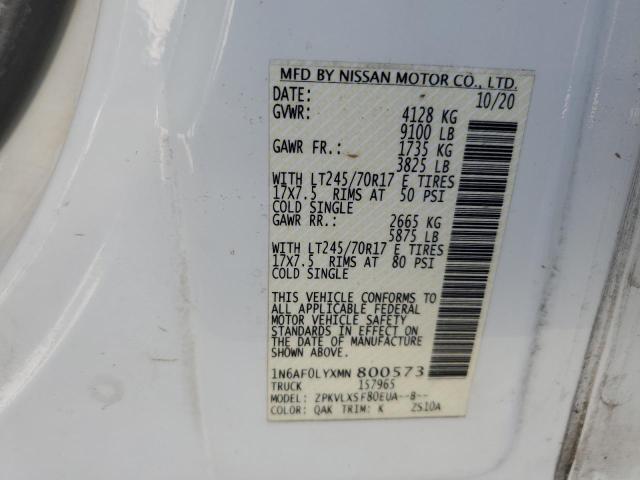 MFD BY NISSAN MOTOR CO., LTD.
DATE: 10/20
GVWR: 4128 KG
9100 LB
GAWR FR.: 1735 KG
3825 LB
WITH LT245/70R17 E TIRES
17X7.5 RIMS AT 50 PSI
COLD SINGLE
GAWR RR.: 2665 KG
5875 LB
WITH LT245/70R17 E TIRES
17X7.5 RIMS AT 80 PSI
COLD SINGLE
THIS VEHICLE CONFORMS TO
ALL APPLICABLE FEDERAL
MOTOR VEHICLE SAFETY
STANDARDS IN EFFECT ON
THE DATE OF MANUFACTURE
SHOWN ABOVE.
1N6AF0LYXMN 800573
TRUCK 157965
MODEL: ZPKVLXSF80EUA--B--
COLOR: QAK TRIM: K 2S10A